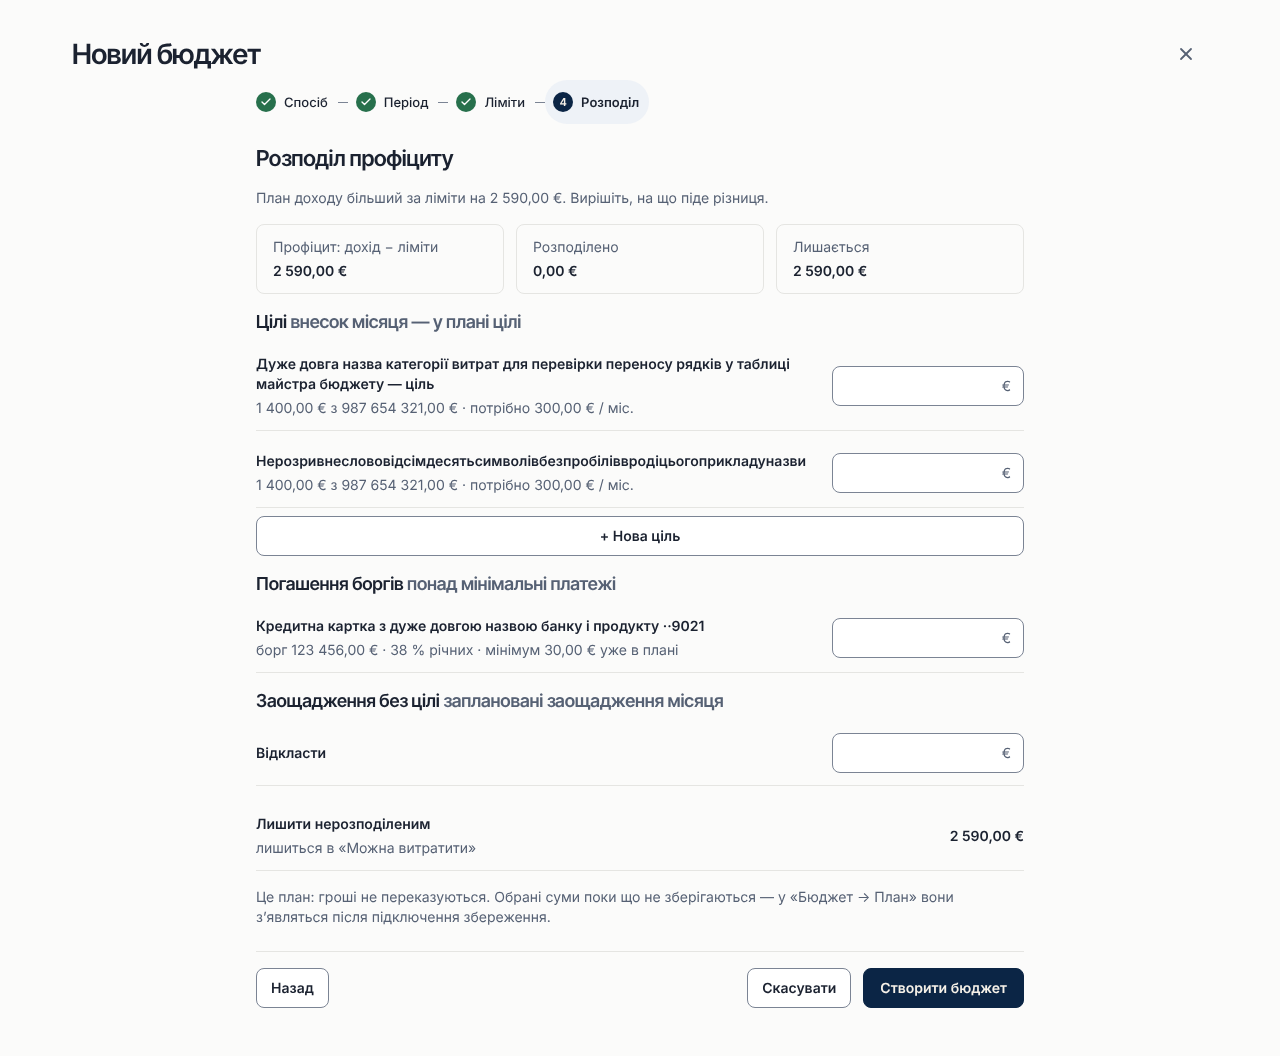 Новий бюджет
Спосіб — Період — Ліміти — 4 Розподіл
Розподіл профіциту
План доходу більший за ліміти на 2 590,00 €. Вирішіть, на що піде різниця.
Профіцит: дохід − ліміти
2 590,00 €
Розподілено
0,00 €
Лишається
2 590,00 €
Цілі внесок місяця — у плані цілі
Дуже довга назва категорії витрат для перевірки переносу рядків у таблиці
майстра бюджету — ціль
1 400,00 € з 987 654 321,00 € · потрібно 300,00 € / міс.
€
Нерозривнеслововідсімдесятьсимволівбезпробілівродіцьогоприкладуназви
1 400,00 € з 987 654 321,00 € · потрібно 300,00 € / міс.
€
+ Нова ціль
Погашення боргів понад мінімальні платежі
Кредитна картка з дуже довгою назвою банку і продукту ··9021
борг 123 456,00 € · 38 % річних · мінімум 30,00 € уже в плані
€
Заощадження без цілі заплановані заощадження місяця
Відкласти
€
Лишити нерозподіленим
лишиться в «Можна витратити»
2 590,00 €
Це план: гроші не переказуються. Обрані суми поки що не зберігаються — у «Бюджет → План» вони
з’являться після підключення збереження.
Назад
Скасувати
Створити бюджет